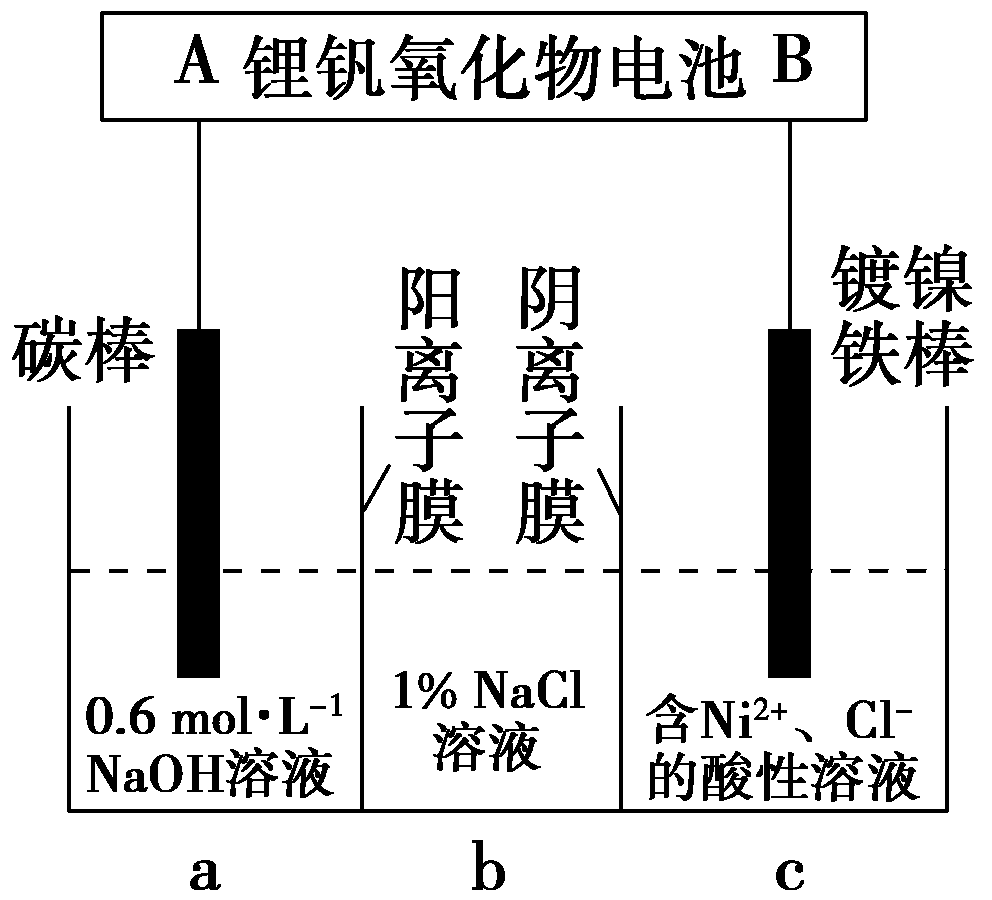 A 锂钒氧化物电池 B
碳棒
阳离子膜
阴离子膜
镀镍
铁棒
0.6 mol·L⁻¹
NaOH溶液
1% NaCl
溶液
含Ni²⁺、Cl⁻
的酸性溶液
a
b
c